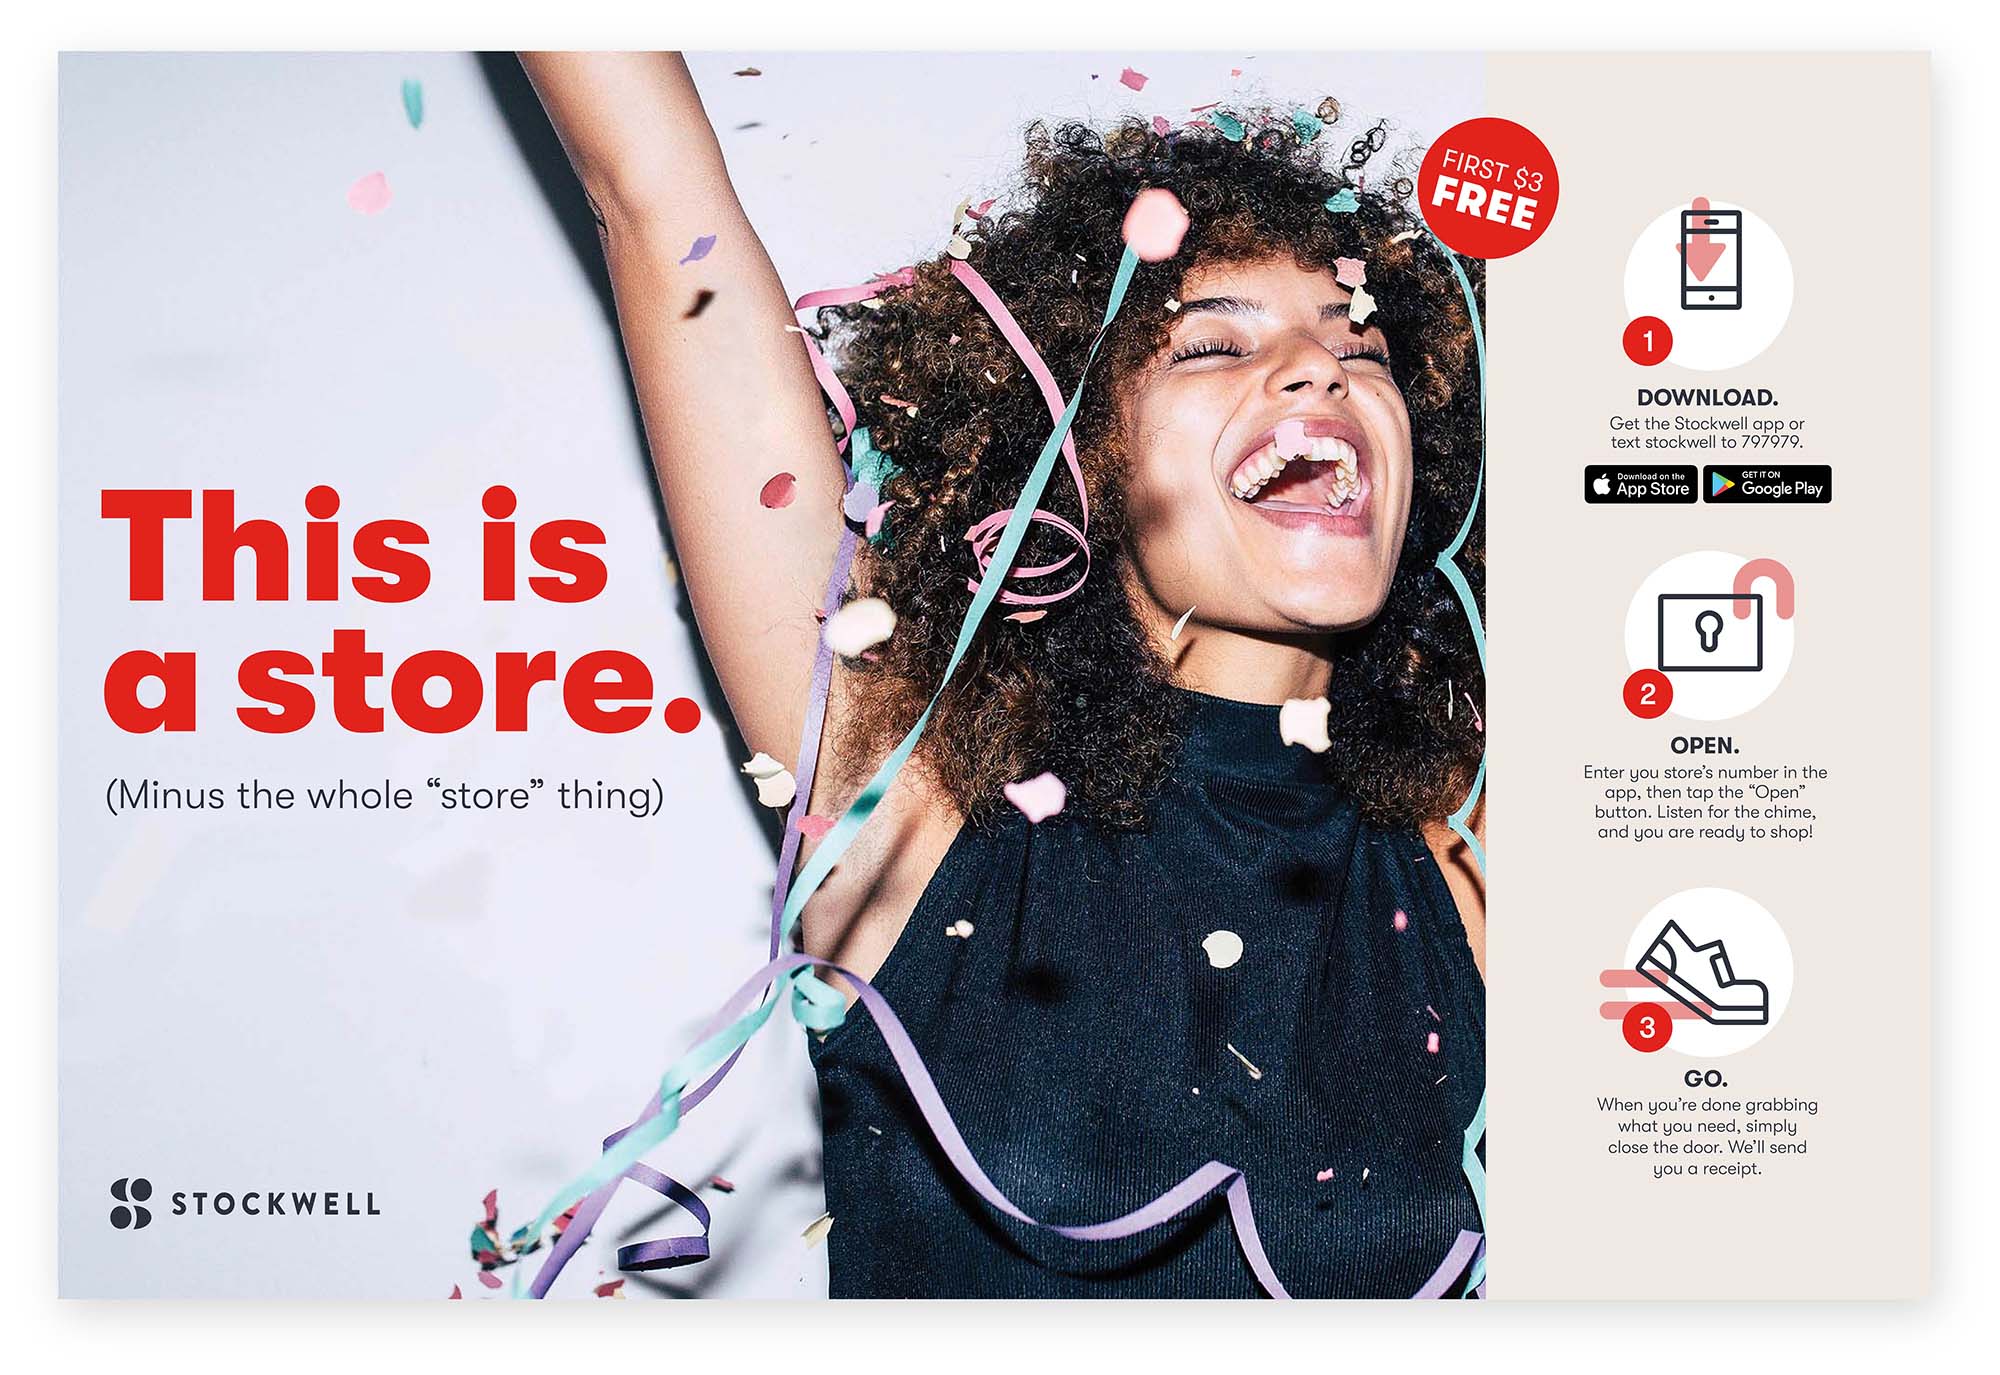 This is
a store.
(Minus the whole “store” thing)
STOCKWELL
FIRST $3
FREE
1
DOWNLOAD.
Get the Stockwell app or
text stockwell to 797979.
Download on the
App Store
GET IT ON
Google Play
2
OPEN.
Enter you store’s number in the
app, then tap the “Open”
button. Listen for the chime,
and you are ready to shop!
3
GO.
When you’re done grabbing
what you need, simply
close the door. We’ll send
you a receipt.